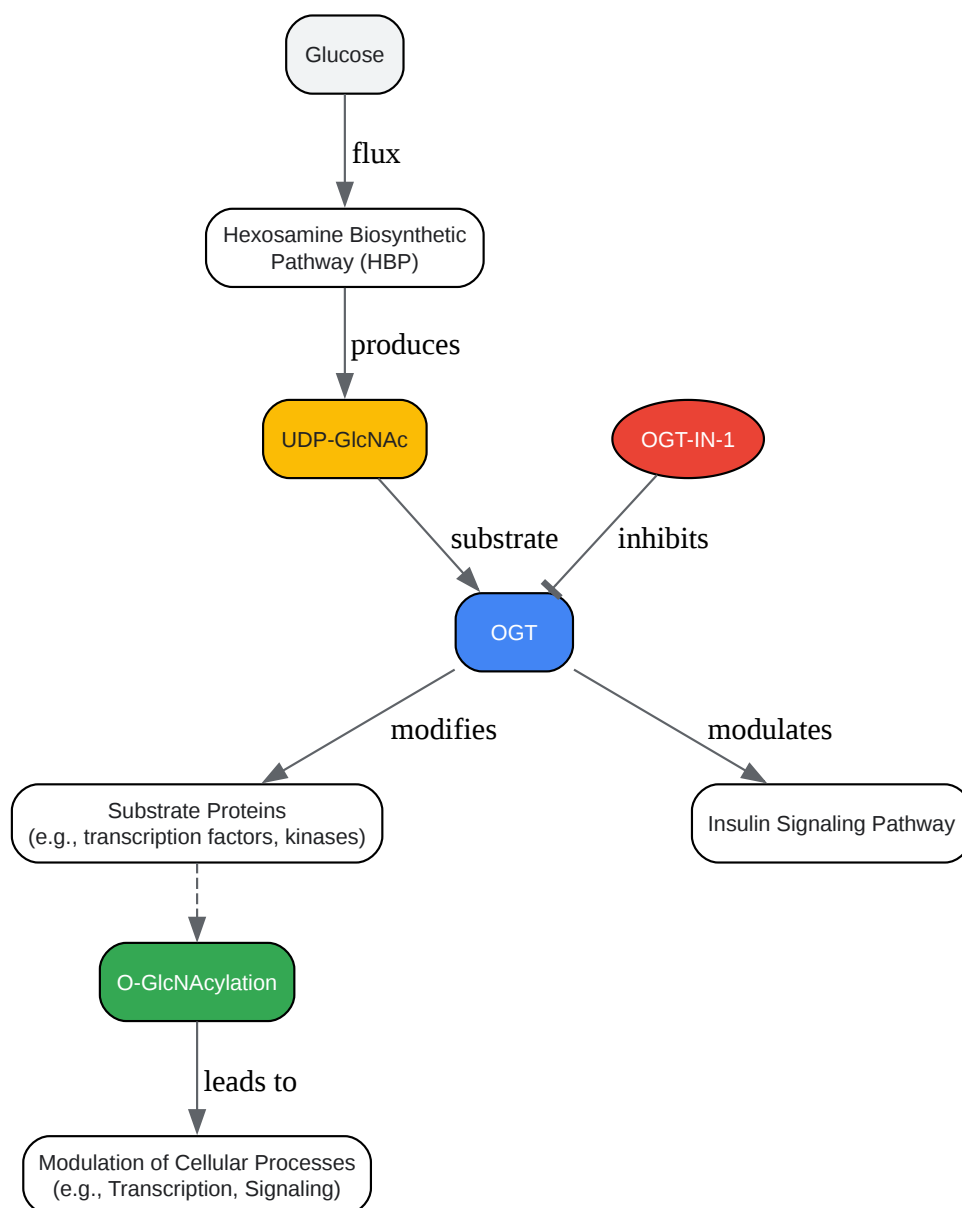 Glucose
flux
Hexosamine Biosynthetic
Pathway (HBP)
produces
UDP-GlcNAc
OGT-IN-1
substrate
inhibits
OGT
modifies
modulates
Substrate Proteins
(e.g., transcription factors, kinases)
Insulin Signaling Pathway
O-GlcNAcylation
leads to
Modulation of Cellular Processes
(e.g., Transcription, Signaling)